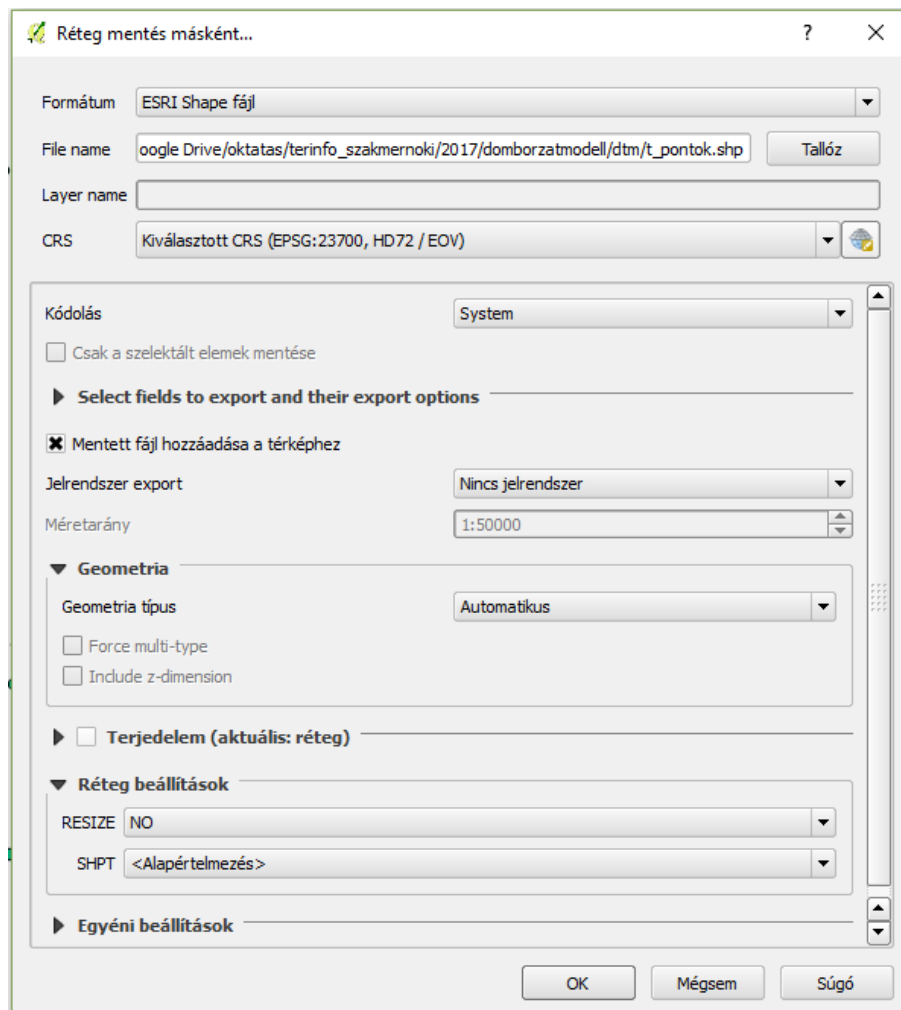 Réteg mentés másként...
Formátum ESRI Shape fájl
File name oogle Drive/oktatas/terinfo_szakmernoki/2017/domborzatmodell/dtm/t_pontok.shp Tallóz
Layer name
CRS Kiválasztott CRS (EPSG:23700, HD72 / EOV)
Kódolás System
Csak a szelektált elemek mentése
Select fields to export and their export options
Mentett fájl hozzáadása a térképhez
Jelrendszer export Nincs jelrendszer
Méretarány 1:50000
Geometria
Geometria típus Automatikus
Force multi-type
Include z-dimension
Terjedelem (aktuális: réteg)
Réteg beállítások
RESIZE NO
SHPT <Alapértelmezés>
Egyéni beállítások
OK Mégsem Súgó